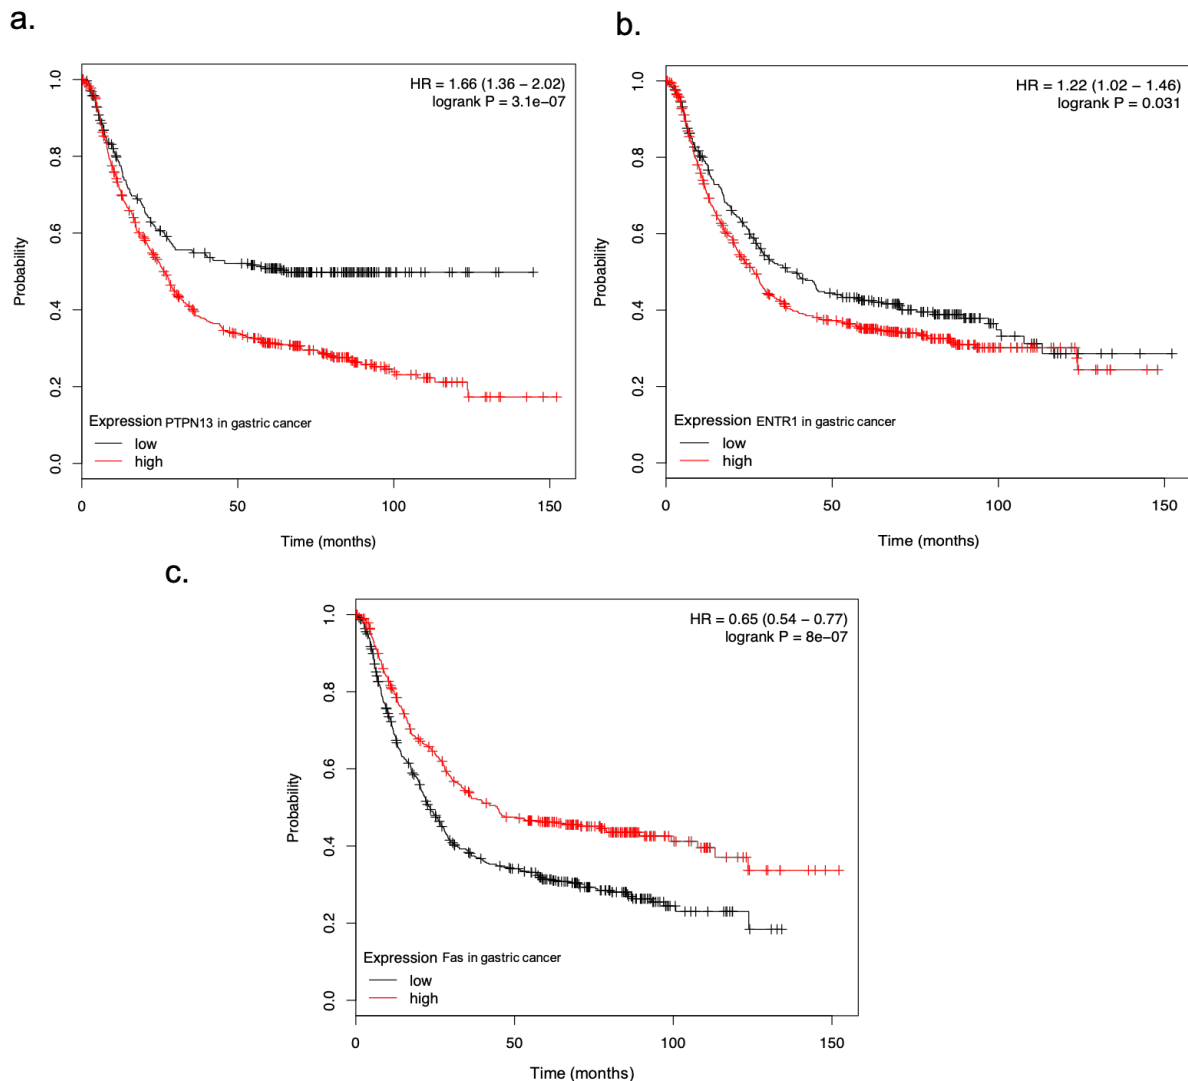 a.
HR = 1.66 (1.36 − 2.02)
logrank P = 3.1e−07
Probability
1.0
0.8
0.6
0.4
0.2
0.0
Expression PTPN13 in gastric cancer
low
high
0 50 100 150
Time (months)
b.
HR = 1.22 (1.02 − 1.46)
logrank P = 0.031
Probability
1.0
0.8
0.6
0.4
0.2
0.0
Expression ENTR1 in gastric cancer
low
high
0 50 100 150
Time (months)
c.
HR = 0.65 (0.54 − 0.77)
logrank P = 8e−07
Probability
1.0
0.8
0.6
0.4
0.2
0.0
Expression Fas in gastric cancer
low
high
0 50 100 150
Time (months)